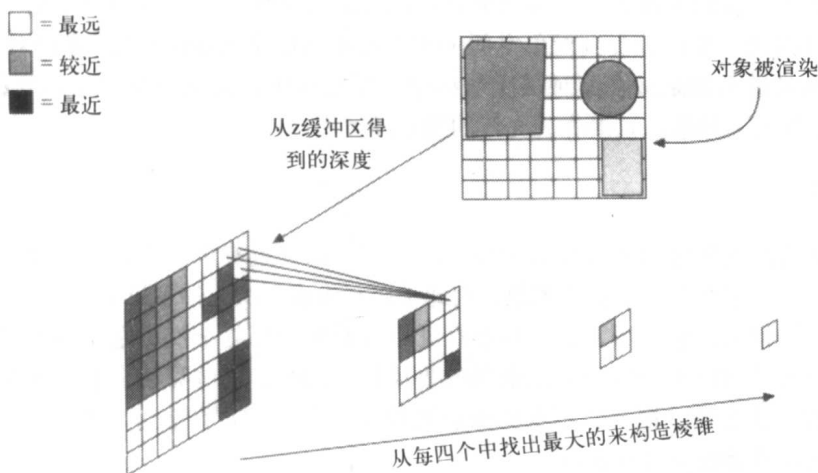 = 最远
= 较近
= 最近
对象被渲染
从z缓冲区得
到的深度
从每四个中找出最大的来构造棱锥